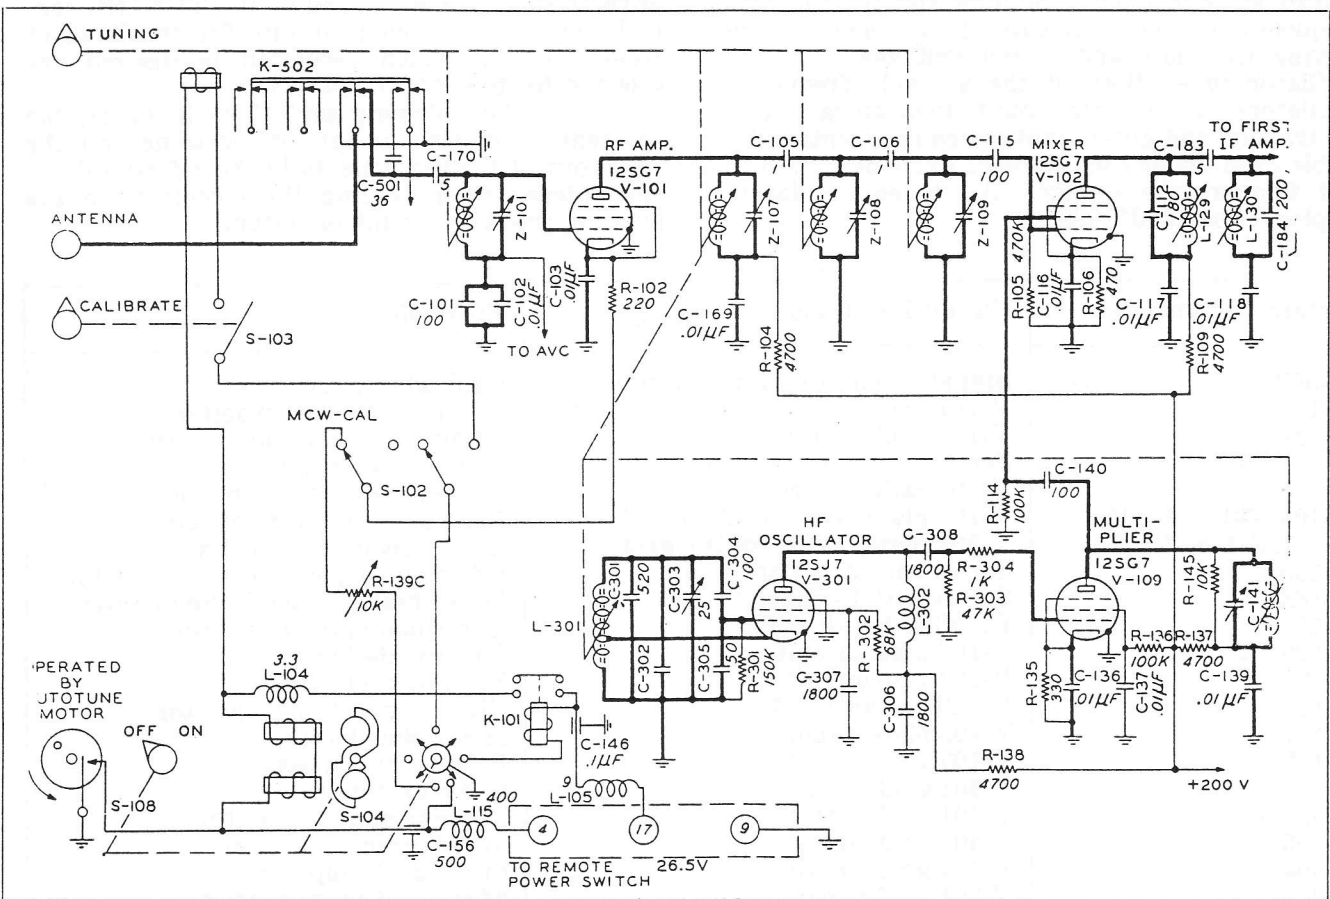 TUNING
K-502
C-170
5
C-501
36
ANTENNA
CALIBRATE
S-103
Z-101
C-101
100
C-102
.01µF
TO AVC
C-103
.01µF
RF AMP.
12SG7
V-101
R-102
220
C-105
1
Z-107
C-169
.01µF
R-104
4700
C-106
1
Z-108
Z-109
C-115
100
MIXER
12SG7
V-102
470K
R-105
C-116
.01µF
R-106
470
C-183
5
TO FIRST
IF AMP.
C-112
180
L-129
L-130
C-184
200
C-117
.01µF
C-118
.01µF
R-109
4700
MCW-CAL
S-102
R-139C
10K
C-140
100
R-114
100K
HF
OSCILLATOR
12SJ7
V-301
L-301
C-301
520
C-302
C-303
25
C-304
100
C-305
50
R-301
150K
C-307
1800
R-302
68K
C-306
1800
L-302
C-308
1800
R-304
1K
R-303
47K
MULTI-
PLIER
12SG7
V-109
R-145
10K
C-141
R-135
330
C-136
.01µF
C-137
.01µF
R-136
100K
R-137
4700
C-139
.01µF
R-138
4700
+200 V
PERATED
BY
UTOTUNE
MOTOR
OFF ON
S-108
3.3
L-104
S-104
K-101
C-146
.1µF
9
L-105
400
L-115
C-156
500
4
17
9
TO REMOTE
POWER SWITCH
26.5V